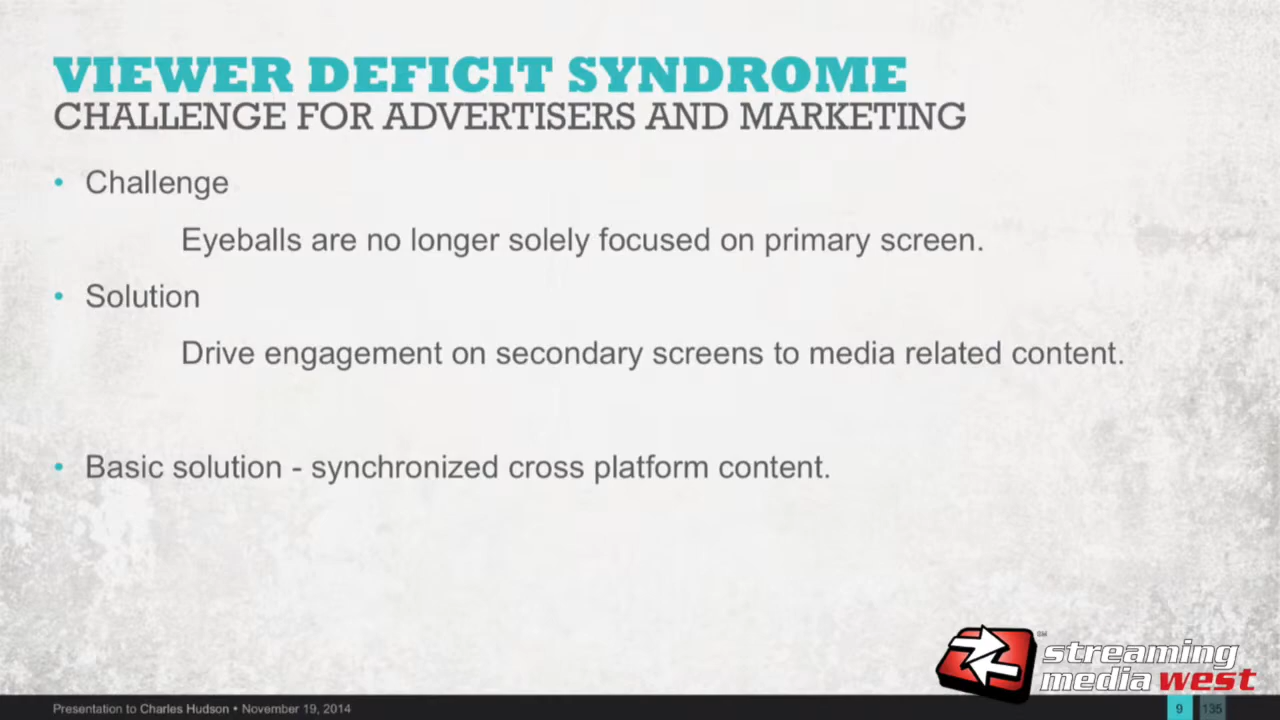 VIEWER DEFICIT SYNDROME
CHALLENGE FOR ADVERTISERS AND MARKETING
• Challenge
Eyeballs are no longer solely focused on primary screen.
• Solution
Drive engagement on secondary screens to media related content.
• Basic solution - synchronized cross platform content.
SM
streaming
media west
Presentation to Charles Hudson • November 19, 2014
9 135